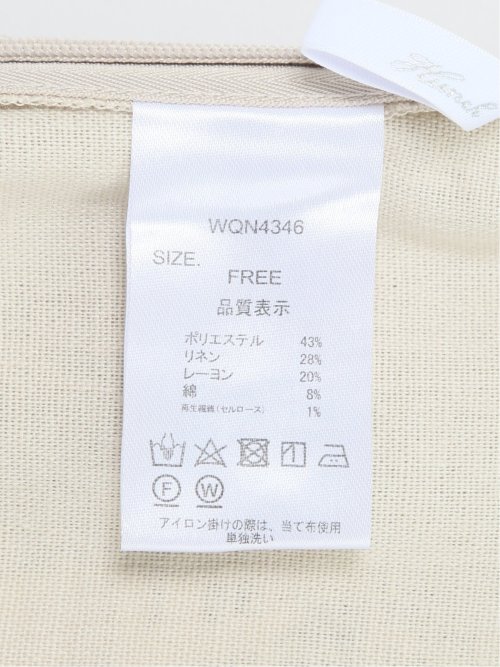 WQN4346
SIZE.
FREE
品質表示
ポリエステル 43%
リネン 28%
レーヨン 20%
綿 8%
再生繊維(セルロース) 1%
F W
アイロン掛けの際は、当て布使用
単独洗い